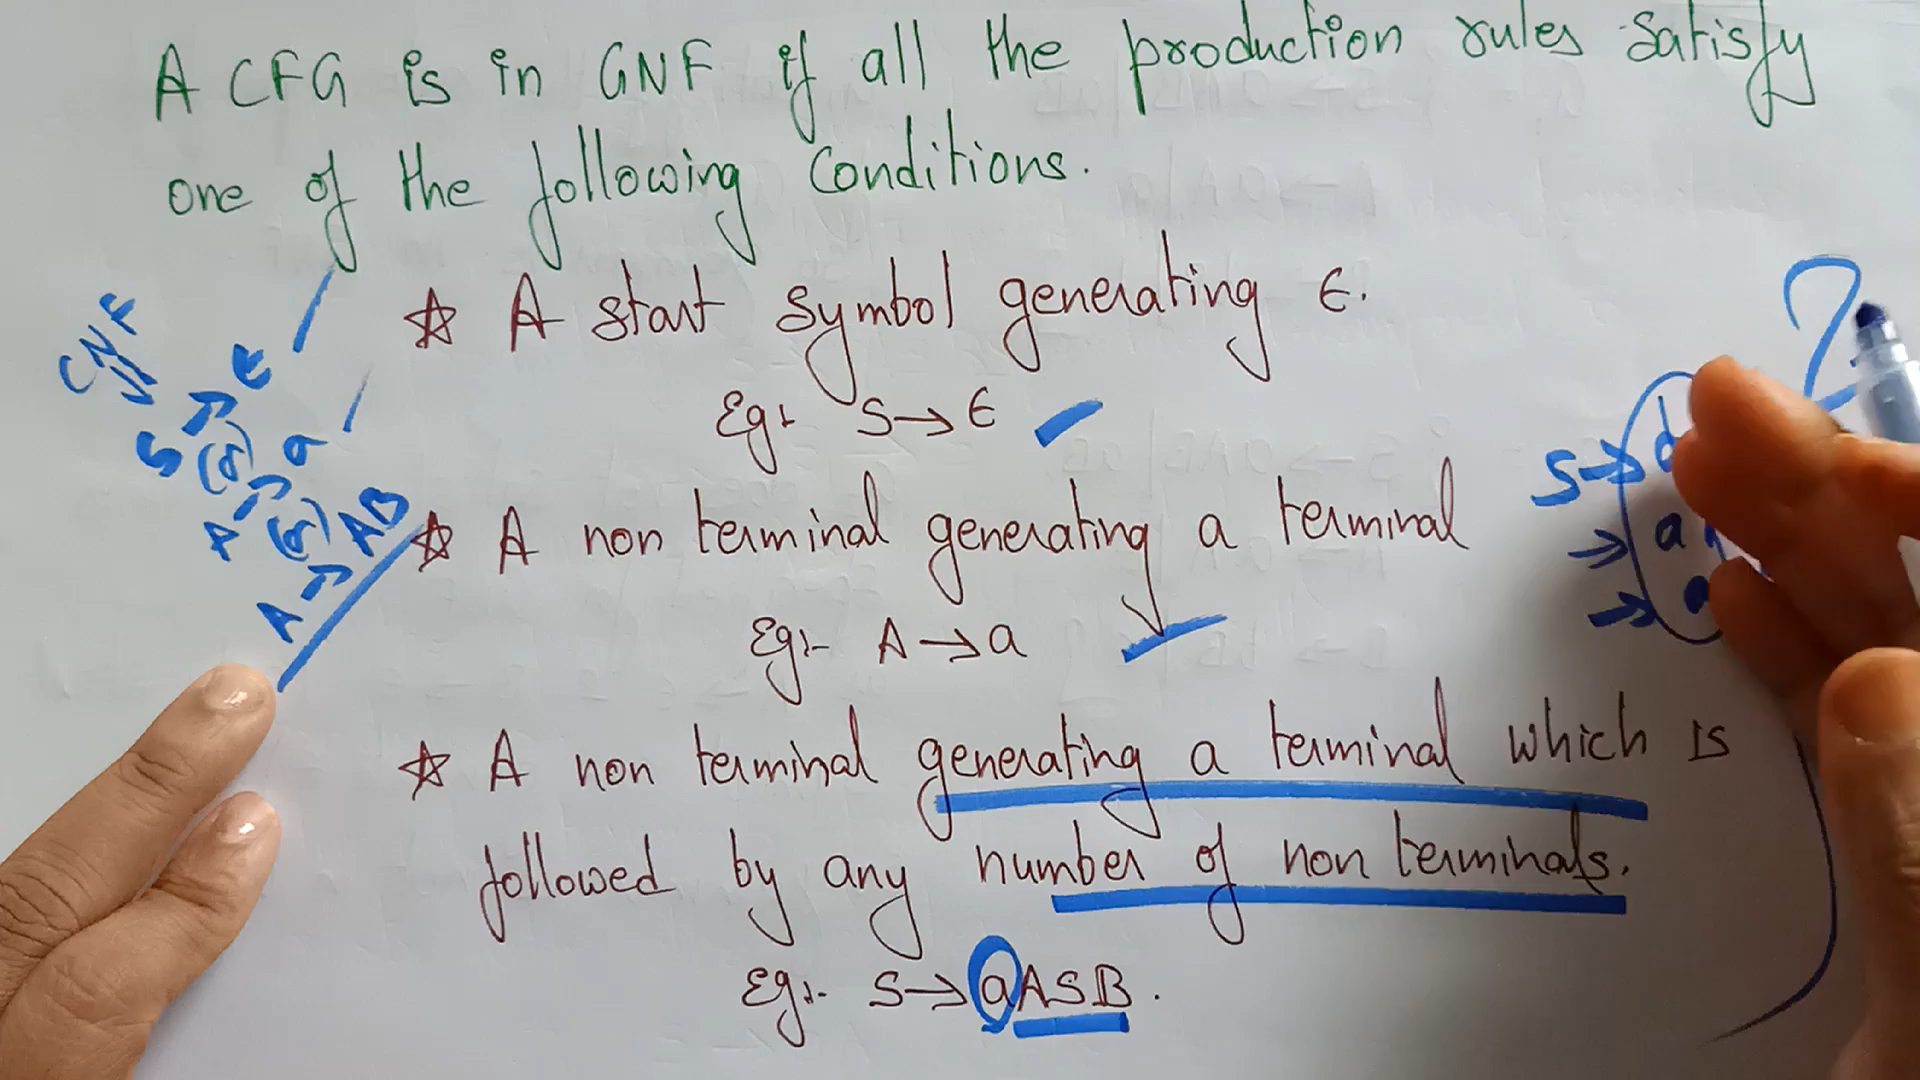 A CFG is in GNF if all the production rules satisfy
one of the following conditions.
☆ A start symbol generating ϵ.
Eg:- S→ϵ
☆ A non terminal generating a terminal
Eg:- A→a
☆ A non terminal generating a terminal which is
followed by any number of non terminals.
Eg:- S→aASB.
CNF
S→ϵ
(or)
A→a
(or)
A→AB
S→
→ a
→ a
?